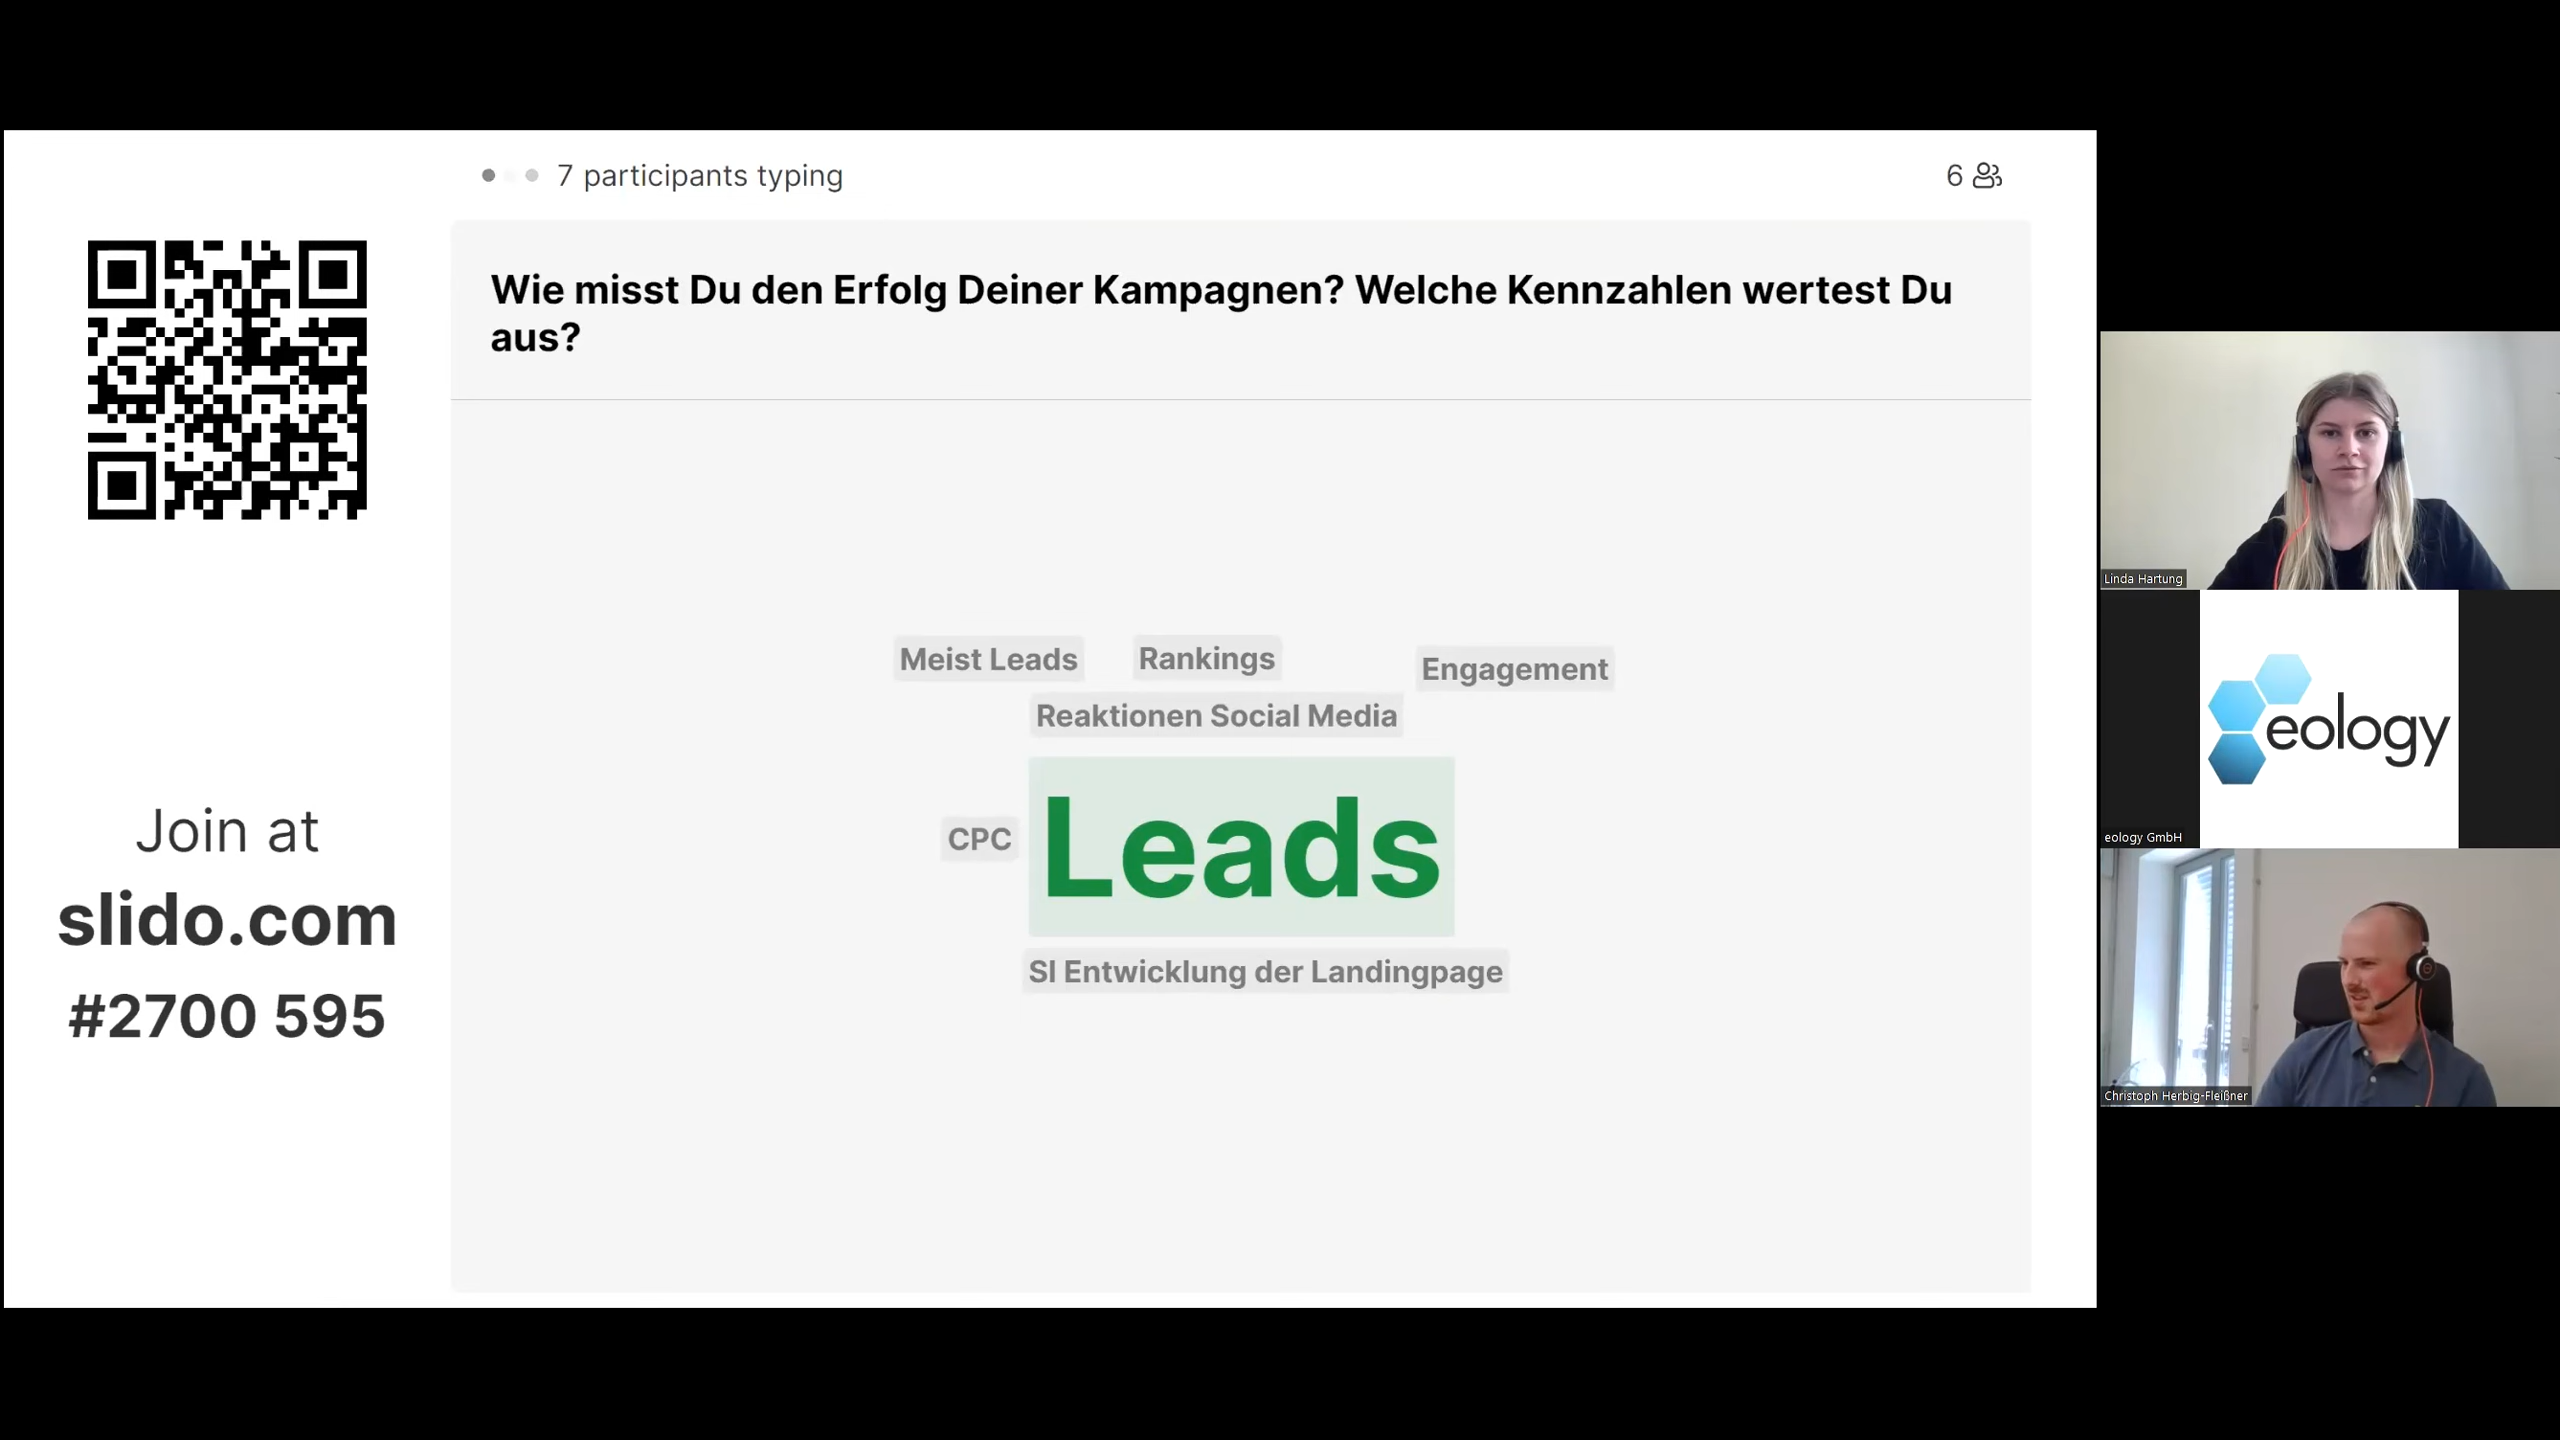 7 participants typing
6
Wie misst Du den Erfolg Deiner Kampagnen? Welche Kennzahlen wertest Du
aus?
Meist Leads
Rankings
Engagement
Reaktionen Social Media
CPC
Leads
SI Entwicklung der Landingpage
Join at
slido.com
#2700 595
Linda Hartung
eology
eology GmbH
Christoph Herbig-Fleißner